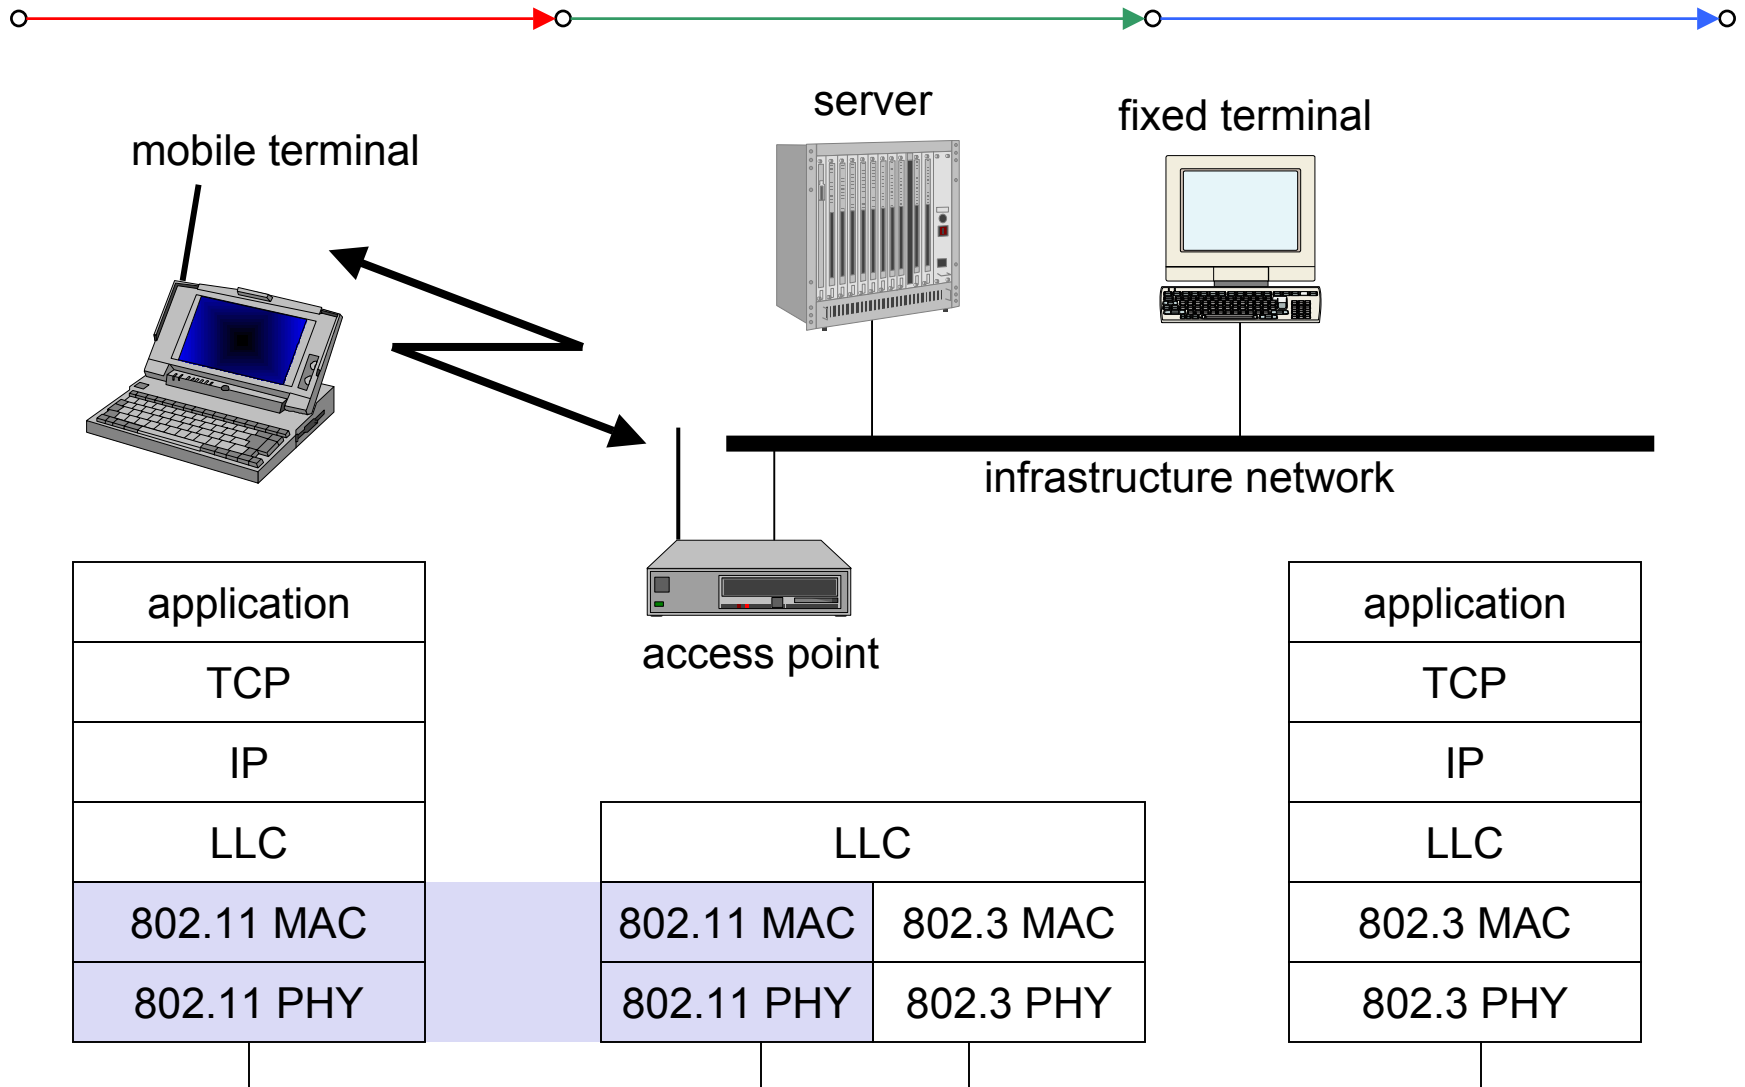 server
fixed terminal
mobile terminal
infrastructure network
access point
application
TCP
IP
LLC
802.11 MAC
802.11 PHY
LLC
802.11 MAC
802.3 MAC
802.11 PHY
802.3 PHY
application
TCP
IP
LLC
802.3 MAC
802.3 PHY